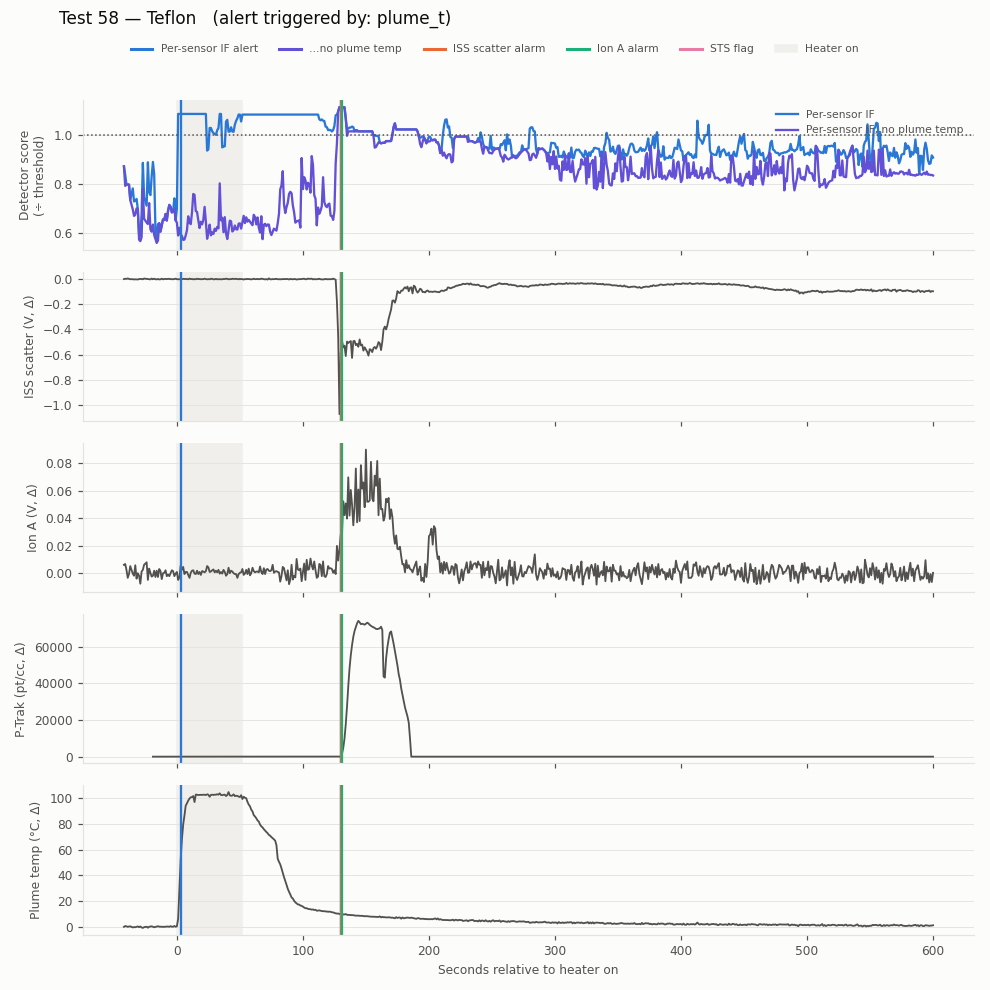 Test 58 — Teflon   (alert triggered by: plume_t)
Per-sensor IF alert
...no plume temp
ISS scatter alarm
Ion A alarm
STS flag
Heater on
Per-sensor IF
Per-sensor IF, no plume temp
Detector score
(÷ threshold)
1.0
0.8
0.6
ISS scatter (V, Δ)
0.0
−0.2
−0.4
−0.6
−0.8
−1.0
Ion A (V, Δ)
0.08
0.06
0.04
0.02
0.00
P-Trak (pt/cc, Δ)
60000
40000
20000
0
Plume temp (°C, Δ)
100
80
60
40
20
0
0
100
200
300
400
500
600
Seconds relative to heater on